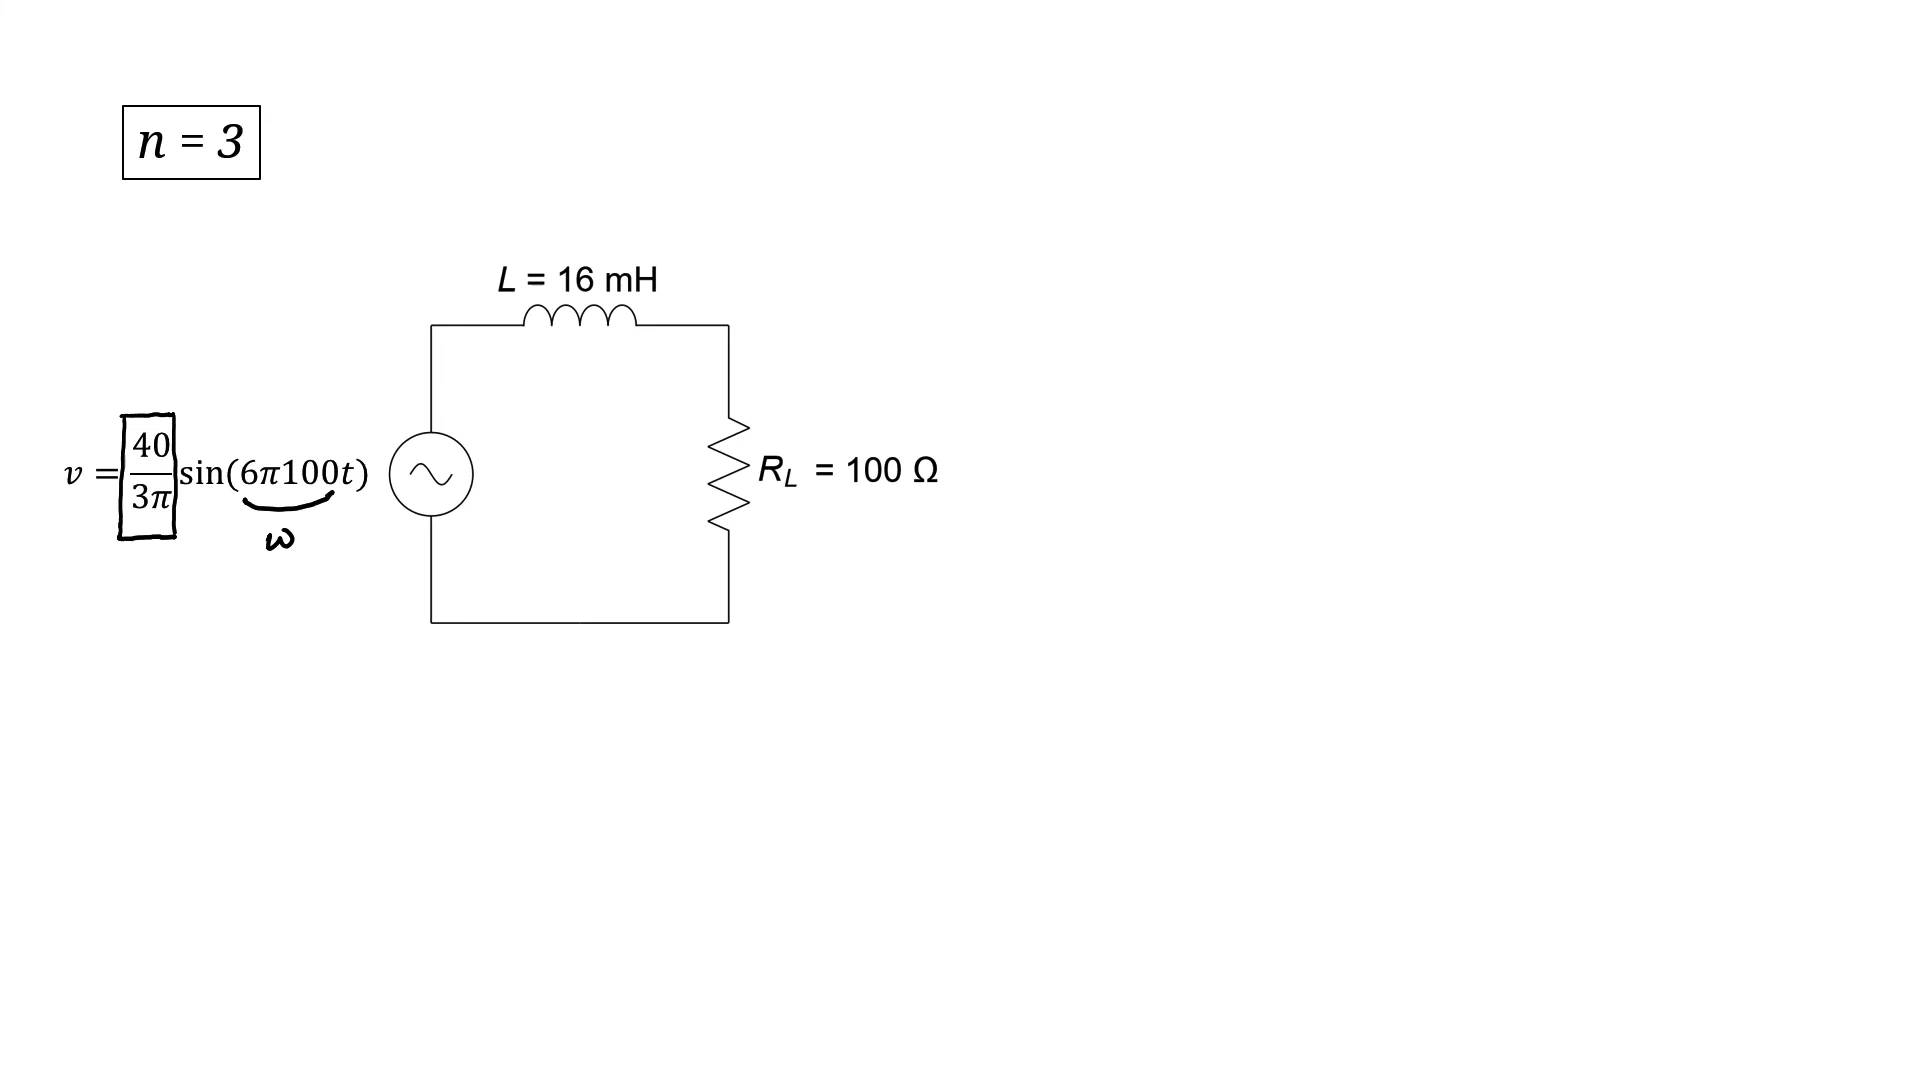 n = 3
L = 16 mH
v = 40/3π sin(6π100t)
ω
R_L = 100 Ω